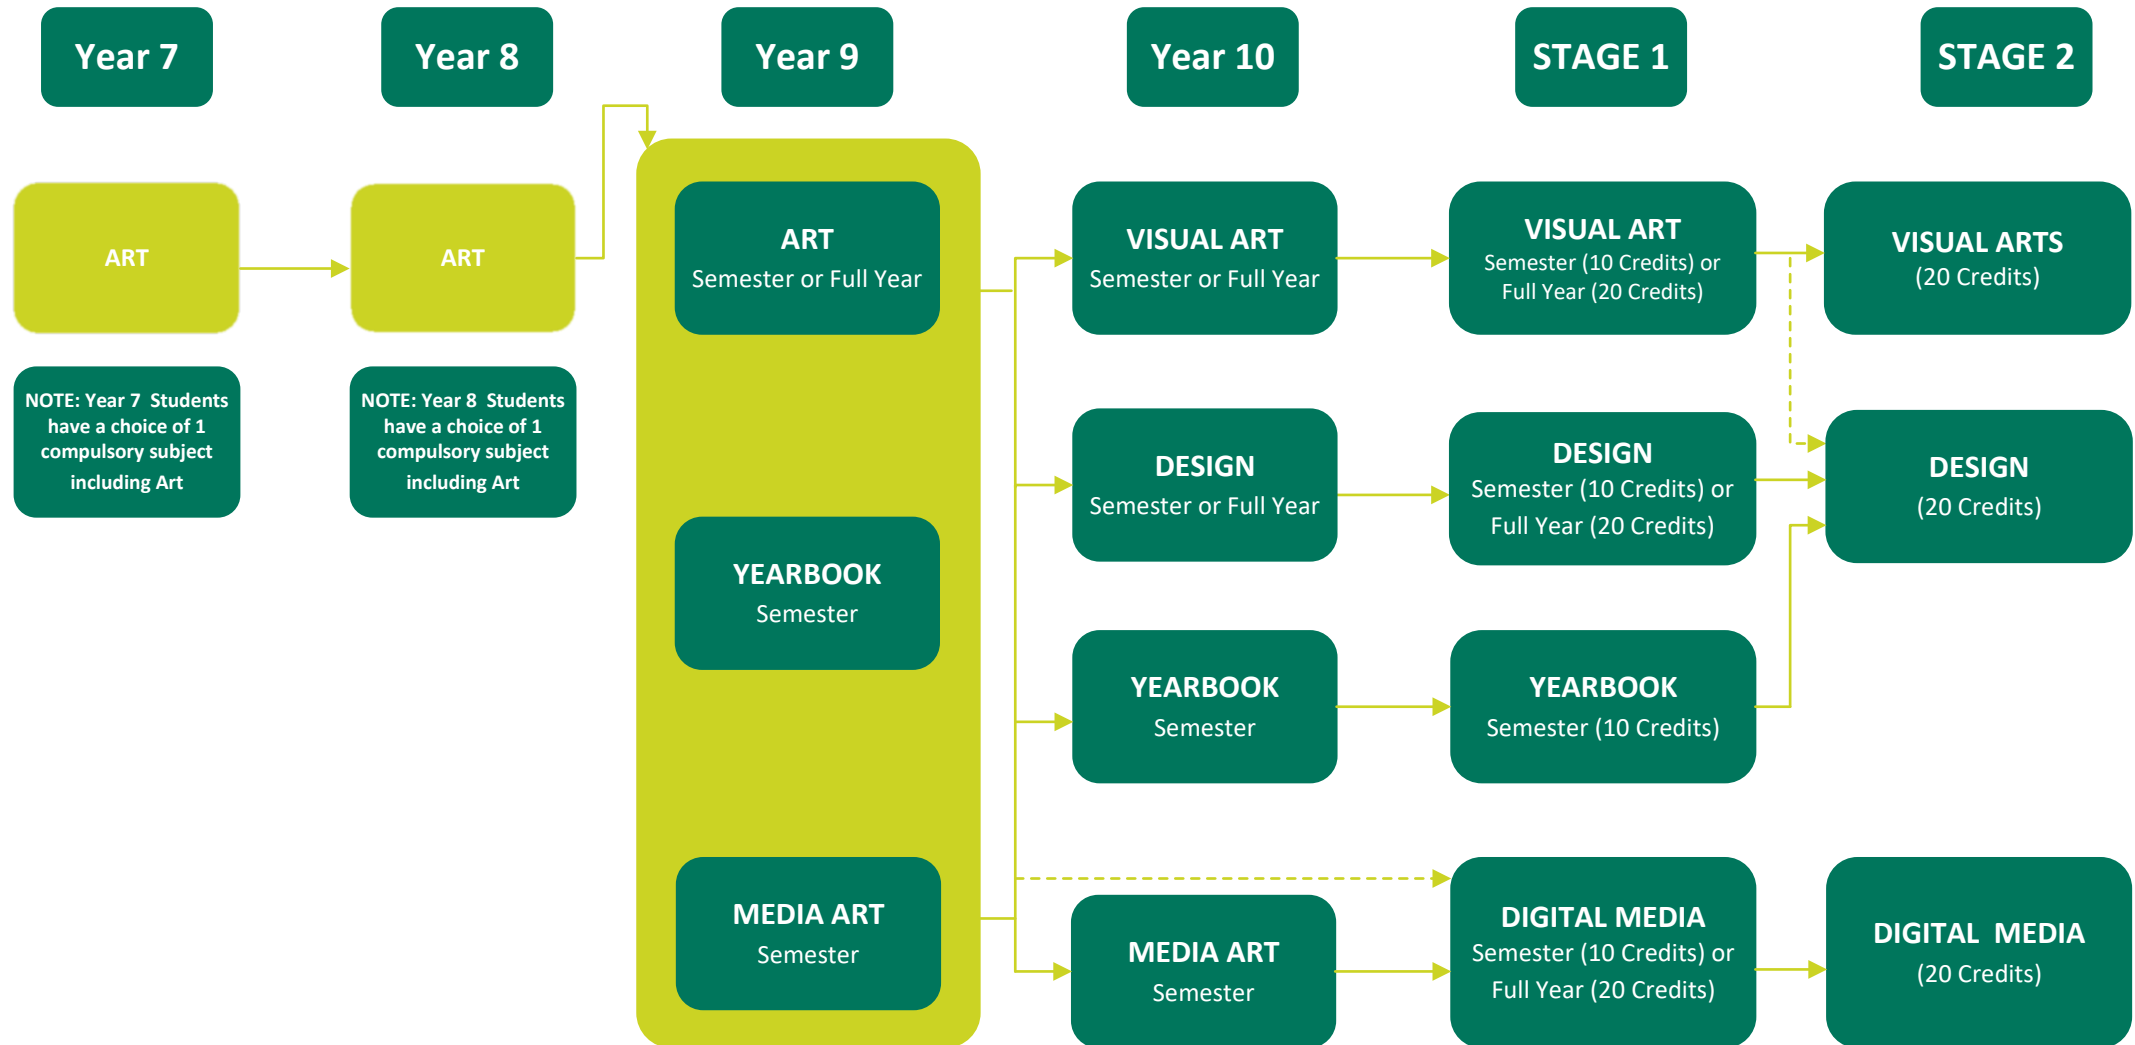 Year 7
Year 8
Year 9
Year 10
STAGE 1
STAGE 2
ART
NOTE: Year 7  Students
have a choice of 1
compulsory subject
including Art
ART
NOTE: Year 8  Students
have a choice of 1
compulsory subject
including Art
ART
Semester or Full Year
YEARBOOK
Semester
MEDIA ART
Semester
VISUAL ART
Semester or Full Year
DESIGN
Semester or Full Year
YEARBOOK
Semester
MEDIA ART
Semester
VISUAL ART
Semester (10 Credits) or
Full Year (20 Credits)
DESIGN
Semester (10 Credits) or
Full Year (20 Credits)
YEARBOOK
Semester (10 Credits)
DIGITAL MEDIA
Semester (10 Credits) or
Full Year (20 Credits)
VISUAL ARTS
(20 Credits)
DESIGN
(20 Credits)
DIGITAL  MEDIA
(20 Credits)